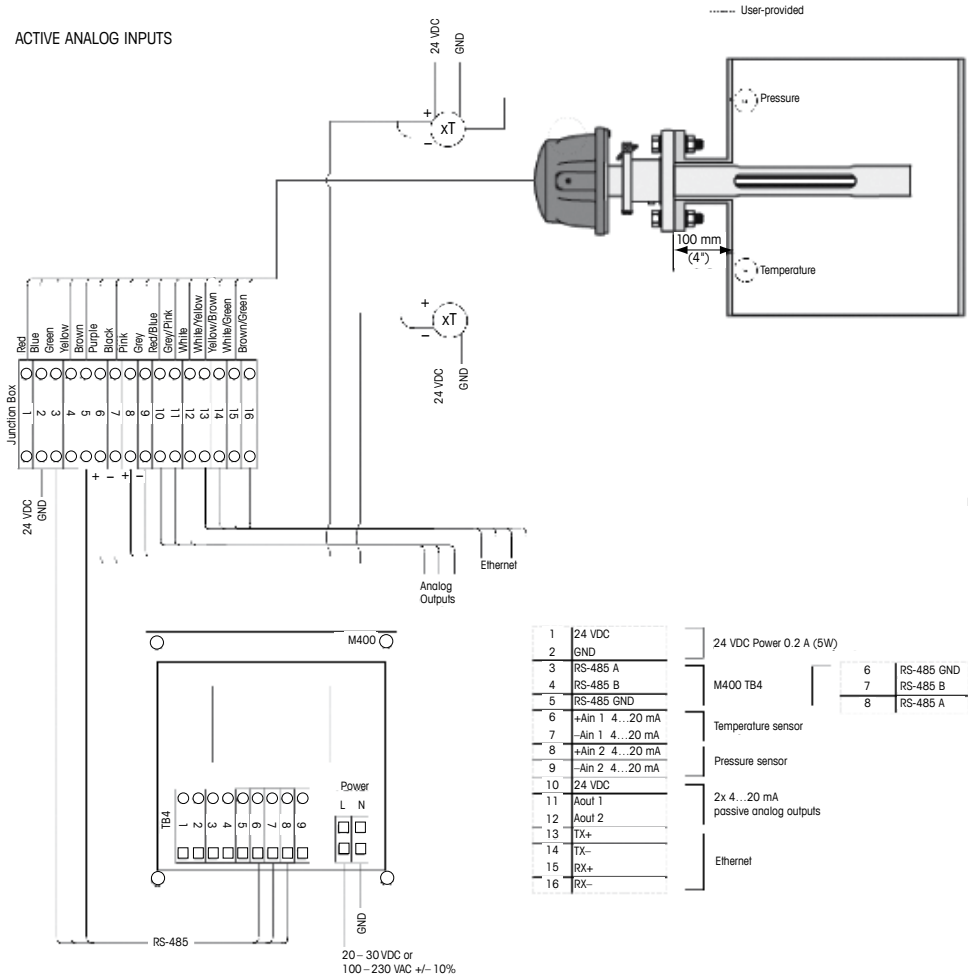 User-provided
ACTIVE ANALOG INPUTS
24 VDC
GND
+
xT
–
Pressure
100 mm
(4")
Temperature
+
xT
–
24 VDC
GND
Red
Blue
Green
Yellow
Brown
Purple
Black
Pink
Grey
Red/Blue
Grey/Pink
White
White/Yellow
Yellow/Brown
White/Green
Brown/Green
Junction Box
1 2 3 4 5 6 7 8 9 10 11 12 13 14 15 16
+ – + –
24 VDC
GND
Ethernet
Analog
Outputs
M400
Power
L N
TB4
1 2 3 4 5 6 7 8 9
GND
RS-485
20 – 30 VDC or
100 – 230 VAC +/– 10%
1 24 VDC
2 GND
24 VDC Power 0.2 A (5W)
3 RS-485 A
4 RS-485 B
5 RS-485 GND
M400 TB4
6 RS-485 GND
7 RS-485 B
8 RS-485 A
6 +Ain 1 4...20 mA
7 –Ain 1 4...20 mA
Temperature sensor
8 +Ain 2 4...20 mA
9 –Ain 2 4...20 mA
Pressure sensor
10 24 VDC
11 Aout 1
12 Aout 2
2x 4...20 mA
passive analog outputs
13 TX+
14 TX–
15 RX+
16 RX–
Ethernet